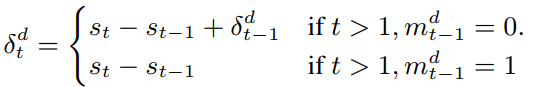 δ_t^d = { s_t − s_{t−1} + δ_{t−1}^d if t > 1, m_{t−1}^d = 0.
s_t − s_{t−1} if t > 1, m_{t−1}^d = 1